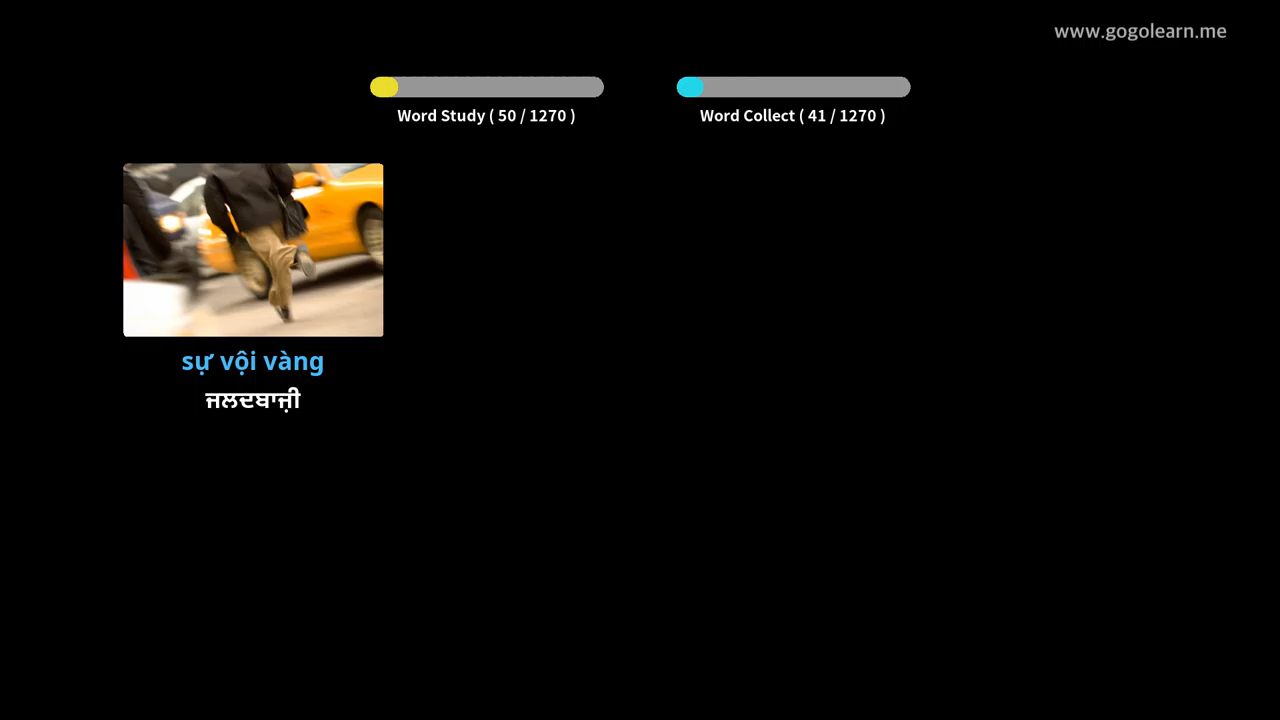 www.gogolearn.me
Word Study ( 50 / 1270 )
Word Collect ( 41 / 1270 )
sự vội vàng
ਜਲਦਬਾਜ਼ੀ